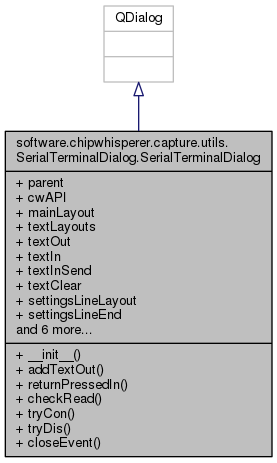 QDialog
software.chipwhisperer.capture.utils.
SerialTerminalDialog.SerialTerminalDialog
+ parent
+ cwAPI
+ mainLayout
+ textLayouts
+ textOut
+ textIn
+ textInSend
+ textClear
+ settingsLineLayout
+ settingsLineEnd
and 6 more...
+ __init__()
+ addTextOut()
+ returnPressedIn()
+ checkRead()
+ tryCon()
+ tryDis()
+ closeEvent()